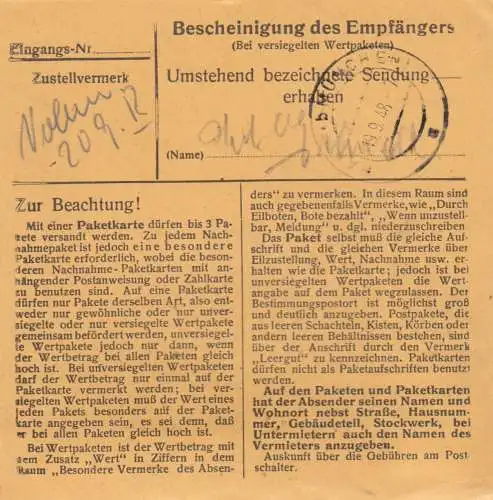 Eingangs-Nr.
Zustellvermerk
Bescheinigung des Empfängers
(Bei versiegelten Wertpaketen)
Umstehend bezeichnete Sendung
erhalten
(Name)
19.9.48
Zur Beachtung!
Mit einer Paketkarte dürfen bis 3 Pa-
kete versandt werden. Zu jedem Nach-
nahmepaket ist jedoch eine besondere
Paketkarte erforderlich, wobei die beson-
deren Nachnahme-Paketkarten mit an-
hängender Postanweisung oder Zahlkarte
zu benutzen sind. Auf eine Paketkarte
dürfen nur Pakete derselben Art, also ent-
weder nur gewöhnliche oder nur unver-
siegelte oder nur versiegelte Wertpakete
gemeinsam befördert werden, unversiegel-
te Wertpakete jedoch nur dann, wenn
der Wertbetrag bei allen Paketen gleich
hoch ist. Bei unversiegelten Wertpaketen
darf der Wertbetrag nur einmal auf der
Paketkarte vermerkt werden; bei ver-
siegelten Wertpaketen muß der Wert eines
jeden Pakets besonders auf der Paket-
karte angegeben sein, es sei denn, daß
er bei allen Paketen gleich hoch ist.
Bei Wertpaketen ist der Wertbetrag mit
dem Zusatz „Wert" in Ziffern in dem
Raum „Besondere Vermerke des Absen-
ders" zu vermerken. In diesem Raum sind
auch gegebenenfalls Vermerke, wie „Durch
Eilboten, Bote bezahlt", „Wenn unzustell-
bar, Meldung" u. dgl. niederzuschreiben
Das Paket selbst muß die gleiche Auf-
schrift und die gleichen Vermerke über
Eilzustellung, Wert, Nachnahme usw. er-
halten wie die Paketkarte; jedoch ist bei
unversiegelten Wertpaketen die Wert-
angabe auf dem Paket wegzulassen. Der
Bestimmungspostort ist möglichst groß
und deutlich anzugeben. Postpakete, die
aus leeren Schachteln, Kisten, Körben oder
anderen leeren Behältnissen bestehen, sind
über der Anschrift durch den Vermerk
„Leergut" zu kennzeichnen. Paketkarten
dürfen nicht als Paketaufschriften benutzt
werden.
Auf den Paketen und Paketkarten
hat der Absender seinen Namen und
Wohnort nebst Straße, Hausnum-
mer, Gebäudeteil, Stockwerk, bei
Untermietern auch den Namen des
Vermieters anzugeben.
Auskunft über die Gebühren am Post
schalter.